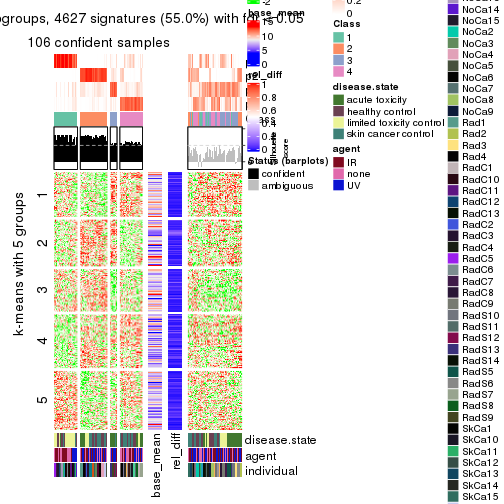 ogroups, 4627 signatures (55.0%) with fdr < 0.05
106 confident samples
k-means with 5 groups
1
2
3
4
5
base_mean
rel_diff
disease.state
agent
individual
-2
base_mean
15
10
5
0
rel_diff
1
0.8
0.6
0.4
Status (barplots)
confident
ambiguous
0.2
0
Class
1
2
3
4
disease.state
acute toxicity
healthy control
limited toxicity control
skin cancer control
agent
IR
none
UV
NoCa14
NoCa15
NoCa2
NoCa3
NoCa4
NoCa5
NoCa6
NoCa7
NoCa8
NoCa9
Rad1
Rad2
Rad3
Rad4
RadC1
RadC10
RadC11
RadC12
RadC13
RadC2
RadC3
RadC4
RadC5
RadC6
RadC7
RadC8
RadC9
RadS10
RadS11
RadS12
RadS13
RadS14
RadS5
RadS6
RadS7
RadS8
RadS9
SkCa1
SkCa10
SkCa11
SkCa12
SkCa13
SkCa14
SkCa15